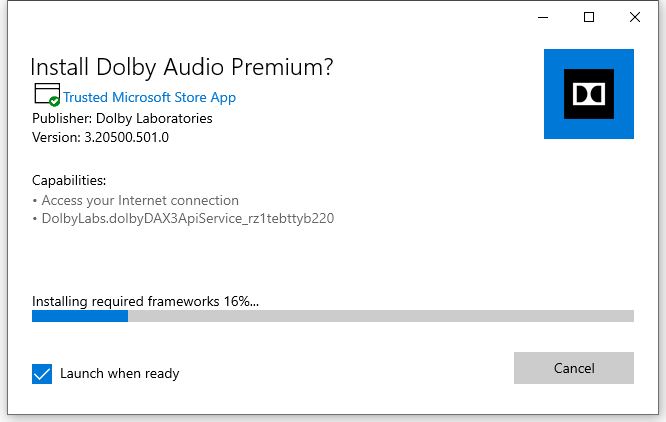 Install Dolby Audio Premium?
Trusted Microsoft Store App
Publisher: Dolby Laboratories
Version: 3.20500.501.0
Capabilities:
• Access your Internet connection
• DolbyLabs.dolbyDAX3ApiService_rz1tebttyb220
Installing required frameworks 16%...
Launch when ready
Cancel